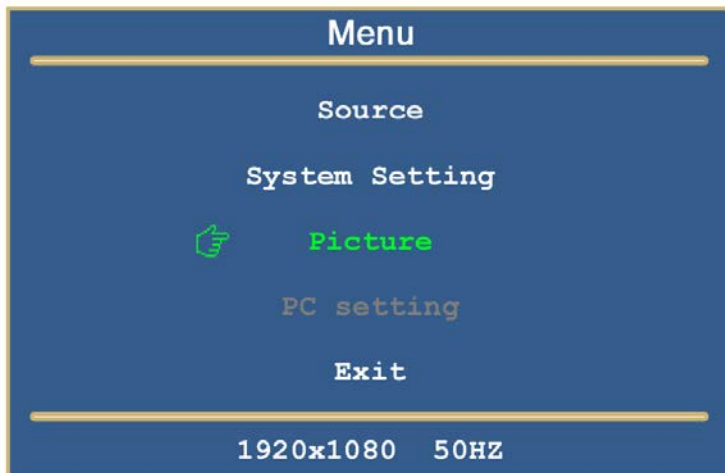 Menu
Source
System Setting
Picture
PC setting
Exit
1920x1080 50HZ